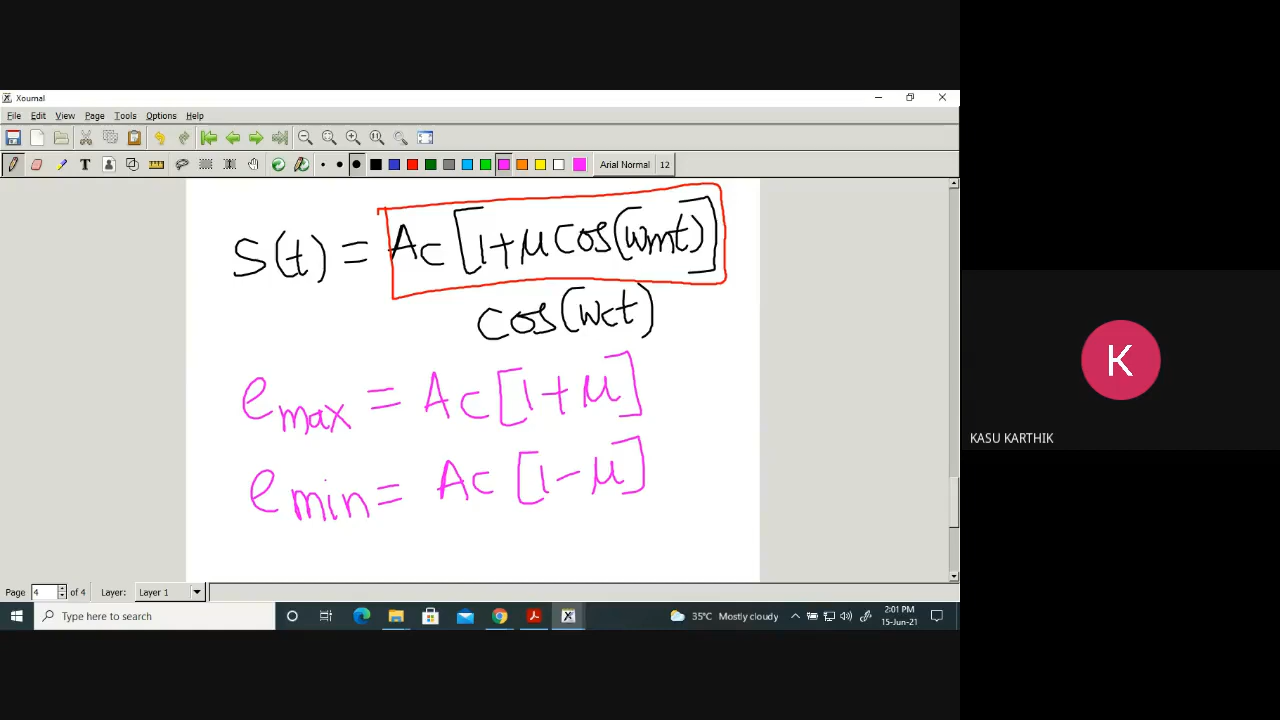 Xournal
File Edit View Page Tools Options Help
T Arial Normal 12
S(t) = Ac [1+μ cos(wmt)]
cos(wct)
emax = Ac [1+μ]
emin = Ac [1-μ]
K
KASU KARTHIK
Page 4 of 4 Layer: Layer 1
Type here to search
35°C Mostly cloudy
2:01 PM
15-Jun-21